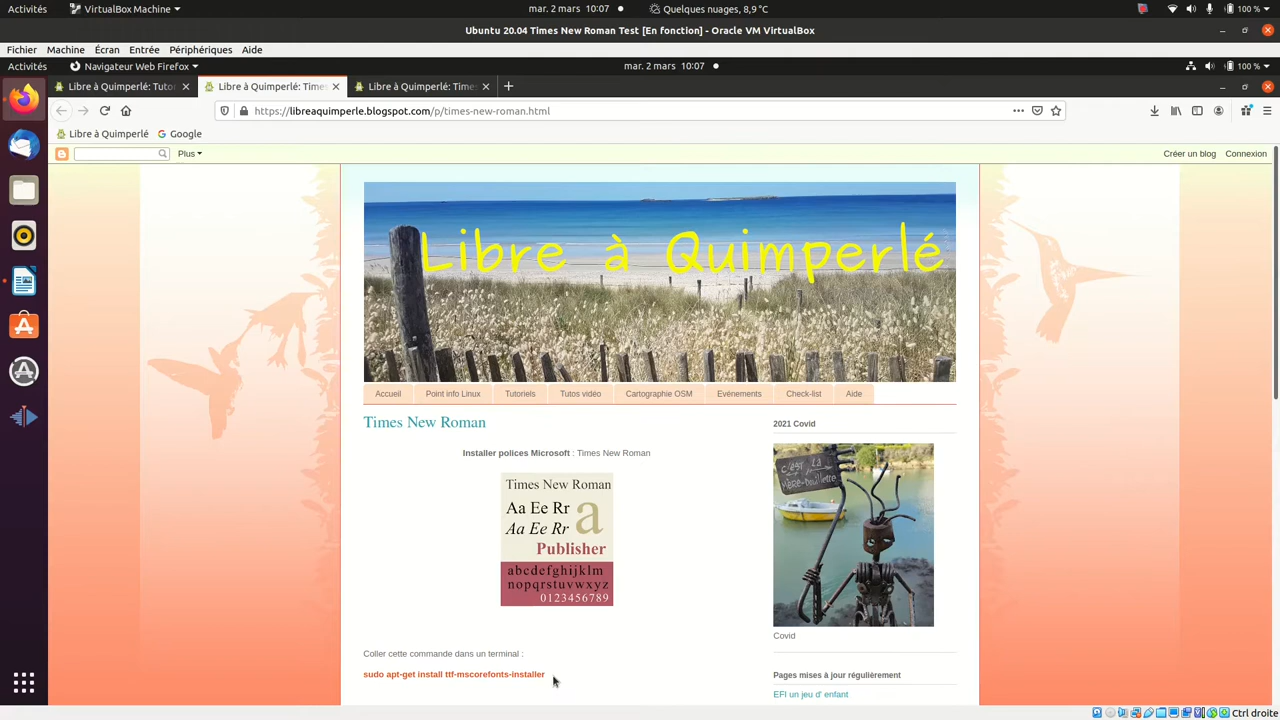 Activités Machine VirtualBox mar. 2 mars 10:07 Quelques nuages, 8,9 °C 100 %
Ubuntu 20.04 Times New Roman Test [En fonction] - Oracle VM VirtualBox
Fichier Machine Écran Entrée Périphériques Aide
Activités Navigateur Web Firefox mar. 2 mars 10:07 100 %
Libre à Quimperlé: Tutor Libre à Quimperlé: Times Libre à Quimperlé: Times
https://libreaquimperle.blogspot.com/p/times-new-roman.html
Libre à Quimperlé Google
Plus Créer un blog Connexion
Libre à Quimperlé
Accueil Point info Linux Tutoriels Tutos vidéo Cartographie OSM Evénements Check-list Aide
Times New Roman
Installer polices Microsoft : Times New Roman
Times New Roman
Aa Ee Rr a
Aa Ee Rr
Publisher
abcdefghijklm
nopqrstuvwxyz
0123456789
Coller cette commande dans un terminal :
sudo apt-get install ttf-mscorefonts-installer
2021 Covid
c'est LA
Covid
Pages mises à jour régulièrement
EFI un jeu d' enfant
Ctrl droite